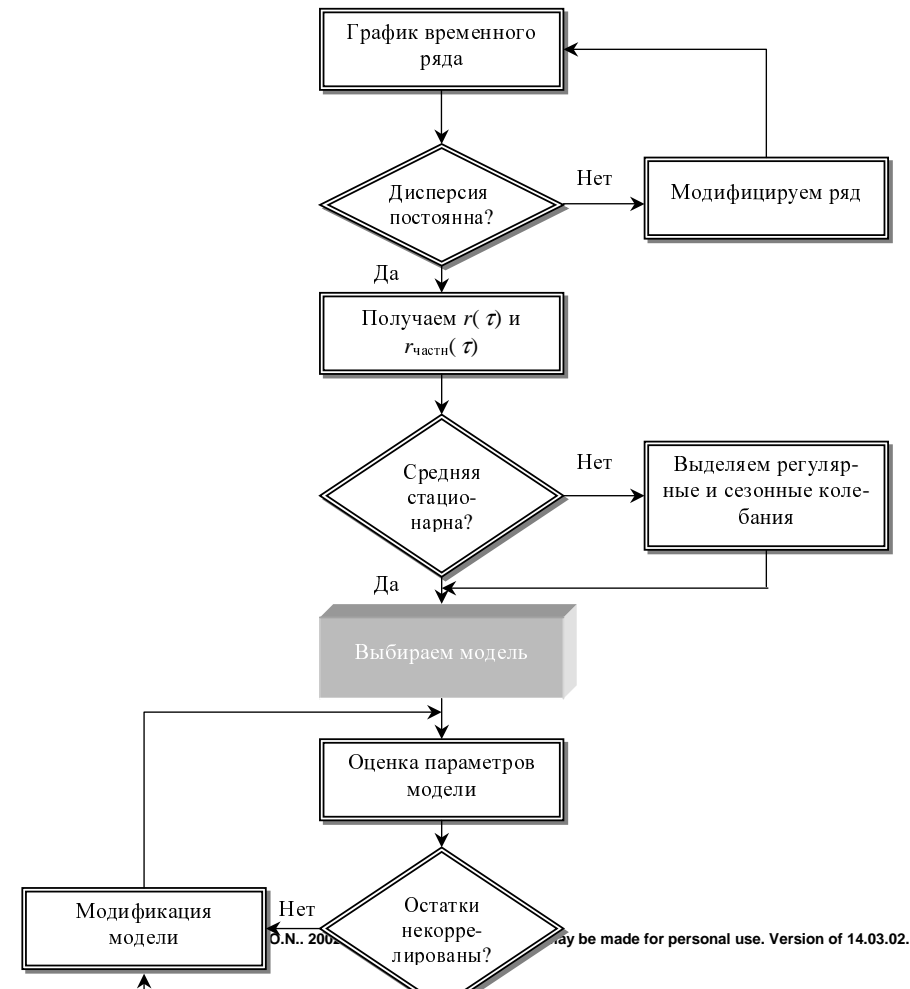 График временного
ряда
Дисперсия
постоянна?
Нет
Модифицируем ряд
Да
Получаем r( τ) и
rчастн( τ)
Средняя
стацио-
нарна?
Нет
Выделяем регуляр-
ные и сезонные коле-
бания
Да
Выбираем модель
Оценка параметров
модели
Модификация
модели
Нет
Остатки
некорре-
лированы?
O.N.. 2002
ay be made for personal use. Version of 14.03.02.